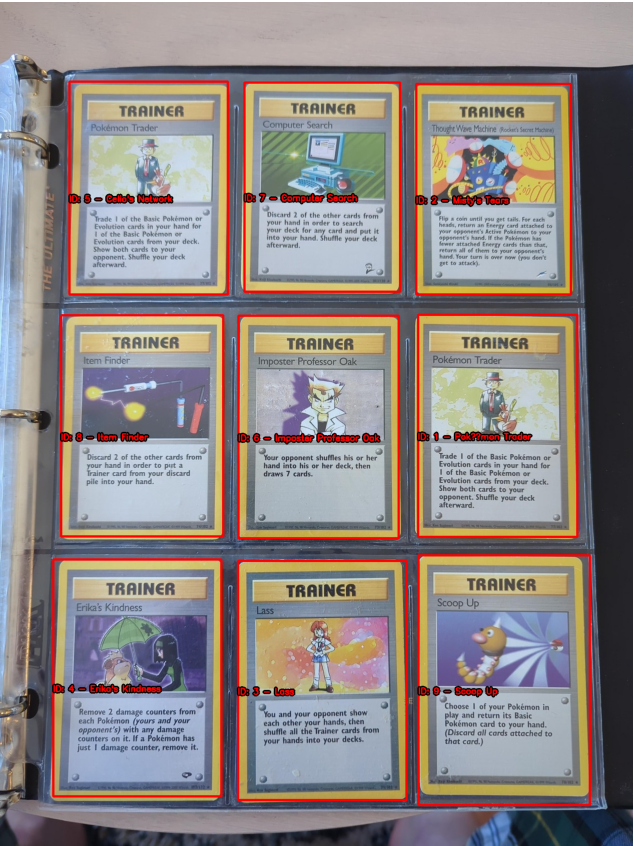 THE ULTIMATE
TRAINER
Pokémon Trader
ID: 5 - Celio's Network
Trade 1 of the Basic Pokémon or
Evolution cards in your hand for
1 of the Basic Pokémon or
Evolution cards from your deck.
Show both cards to your
opponent. Shuffle your deck
afterward.
TRAINER
Computer Search
ID: 7 - Computer Search
Discard 2 of the other cards
from your hand in order to search
your deck for any card and put it
into your hand. Shuffle your deck
afterward.
TRAINER
Thought Wave Machine (Rocket's Secret Machine)
ID: 2 - Misty's Tears
Flip a coin until you get tails. For each
heads, return an Energy card attached
to your opponent's Active Pokémon to your
opponent's hand. If the Pokémon has
fewer attached Energy cards than that,
return all of them to your opponent's
hand. Your turn is over now (you don't
get to attack).
TRAINER
Item Finder
ID: 8 - Item Finder
Discard 2 of the other cards from
your hand in order to put a
Trainer card from your discard
pile into your hand.
TRAINER
Imposter Professor Oak
ID: 6 - Imposter Professor Oak
Your opponent shuffles his or her
hand into his or her deck, then
draws 7 cards.
TRAINER
Pokémon Trader
ID: 1 - Pok??mon Trader
Trade 1 of the Basic Pokémon or
Evolution cards in your hand for
1 of the Basic Pokémon or
Evolution cards from your deck.
Show both cards to your
opponent. Shuffle your deck
afterward.
TRAINER
Erika's Kindness
ID: 4 - Erika's Kindness
Remove 2 damage counters from
each Pokémon (yours and your
opponent's) with any damage
counters on it. If a Pokémon has
just 1 damage counter, remove it.
TRAINER
Lass
ID: 3 - Lass
You and your opponent show
each other your hands, then
shuffle all the Trainer cards from
your hands into your decks.
TRAINER
Scoop Up
ID: 9 - Scoop Up
Choose 1 of your Pokémon in
play and return its Basic
Pokémon card to your hand.
(Discard all cards attached to
that card.)